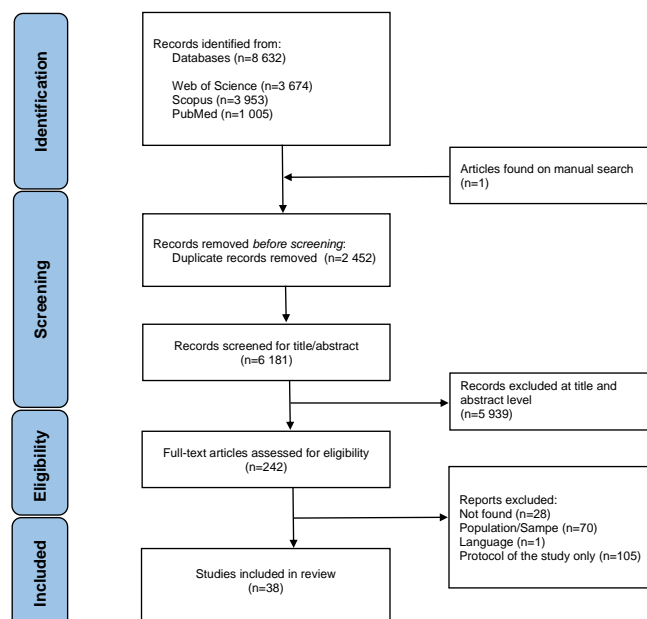 Identification
Records identified from:
Databases (n=8 632)
Web of Science (n=3 674)
Scopus (n=3 953)
PubMed (n=1 005)
Articles found on manual search
(n=1)
Screening
Records removed before screening:
Duplicate records removed (n=2 452)
Records screened for title/abstract
(n=6 181)
Records excluded at title and
abstract level
(n=5 939)
Eligibility
Full-text articles assessed for eligibility
(n=242)
Reports excluded:
Not found (n=28)
Population/Sampe (n=70)
Language (n=1)
Protocol of the study only (n=105)
Included
Studies included in review
(n=38)